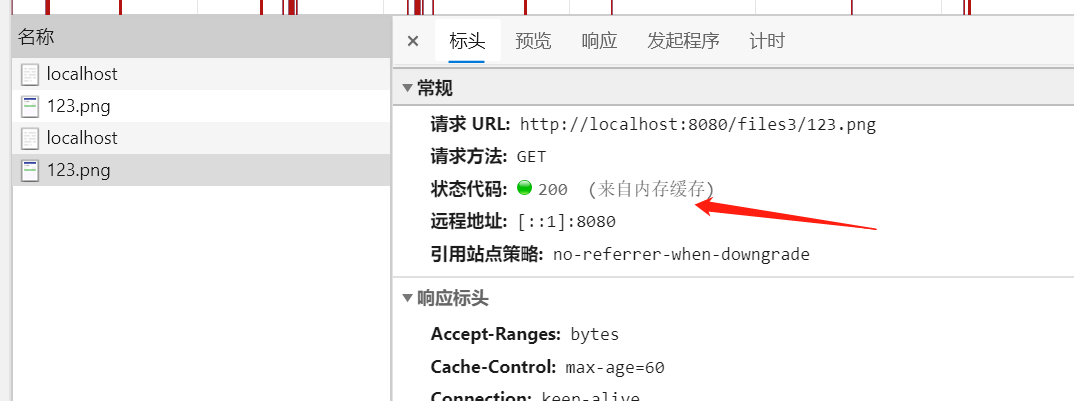 名称
localhost
123.png
localhost
123.png
× 标头 预览 响应 发起程序 计时
▼常规
请求 URL: http://localhost:8080/files3/123.png
请求方法: GET
状态代码: 200 (来自内存缓存)
远程地址: [::1]:8080
引用站点策略: no-referrer-when-downgrade
▼响应标头
Accept-Ranges: bytes
Cache-Control: max-age=60
Connection: keep-alive